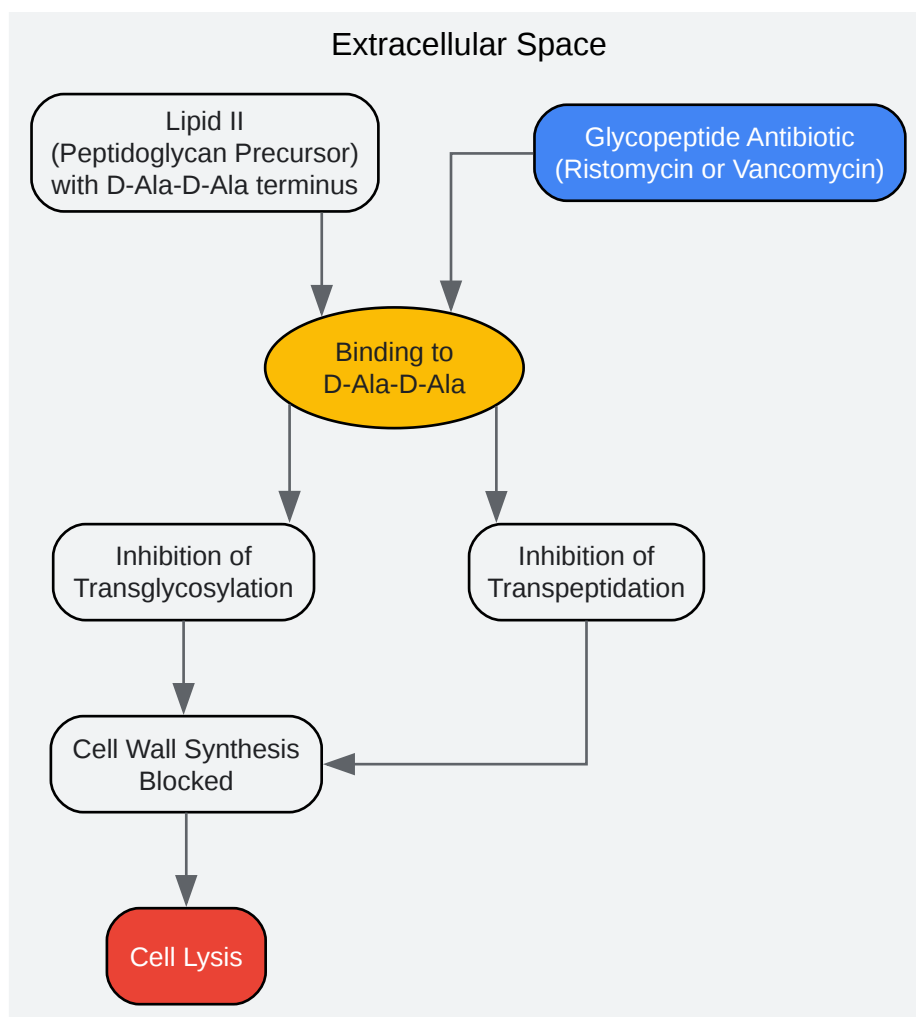 Extracellular Space
Lipid II
(Peptidoglycan Precursor)
with D-Ala-D-Ala terminus
Glycopeptide Antibiotic
(Ristomycin or Vancomycin)
Binding to
D-Ala-D-Ala
Inhibition of
Transglycosylation
Inhibition of
Transpeptidation
Cell Wall Synthesis
Blocked
Cell Lysis